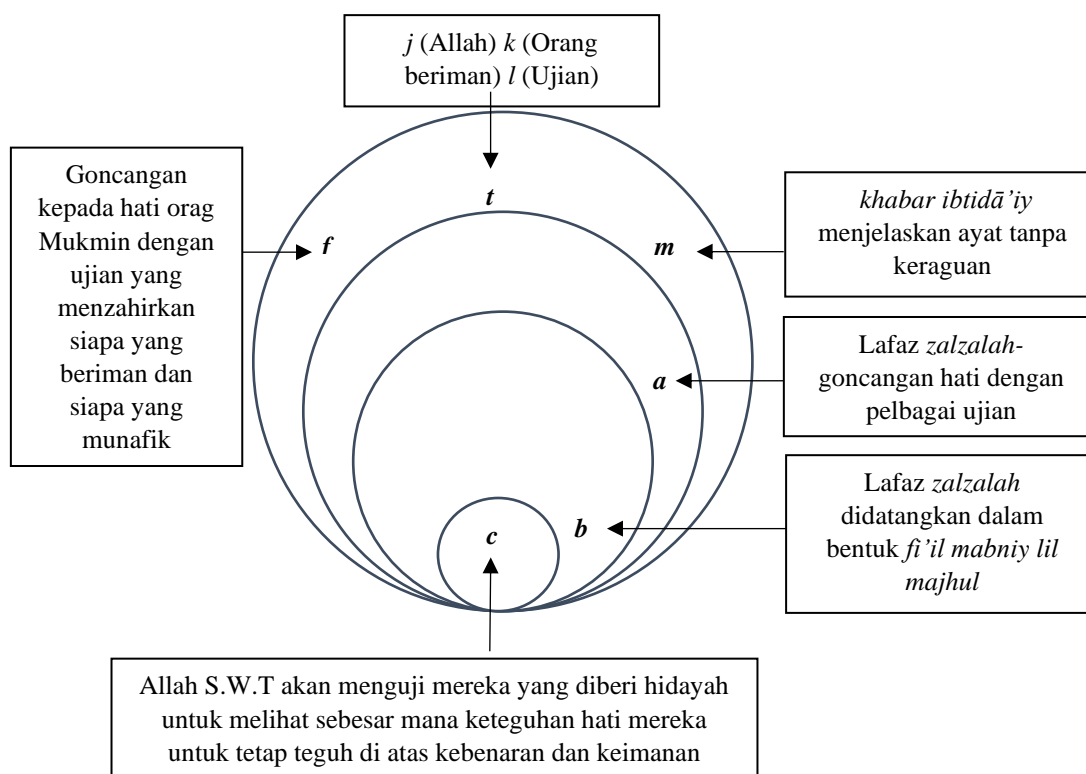 j (Allah) k (Orang
beriman) l (Ujian)
Goncangan
kepada hati orag
Mukmin dengan
ujian yang
menzahirkan
siapa yang
beriman dan
siapa yang
munafik
t
f
m
khabar ibtidā’iy
menjelaskan ayat tanpa
keraguan
a
Lafaz zalzalah-
goncangan hati dengan
pelbagai ujian
b
Lafaz zalzalah
didatangkan dalam
bentuk fi’il mabniy lil
majhul
c
Allah S.W.T akan menguji mereka yang diberi hidayah
untuk melihat sebesar mana keteguhan hati mereka
untuk tetap teguh di atas kebenaran dan keimanan